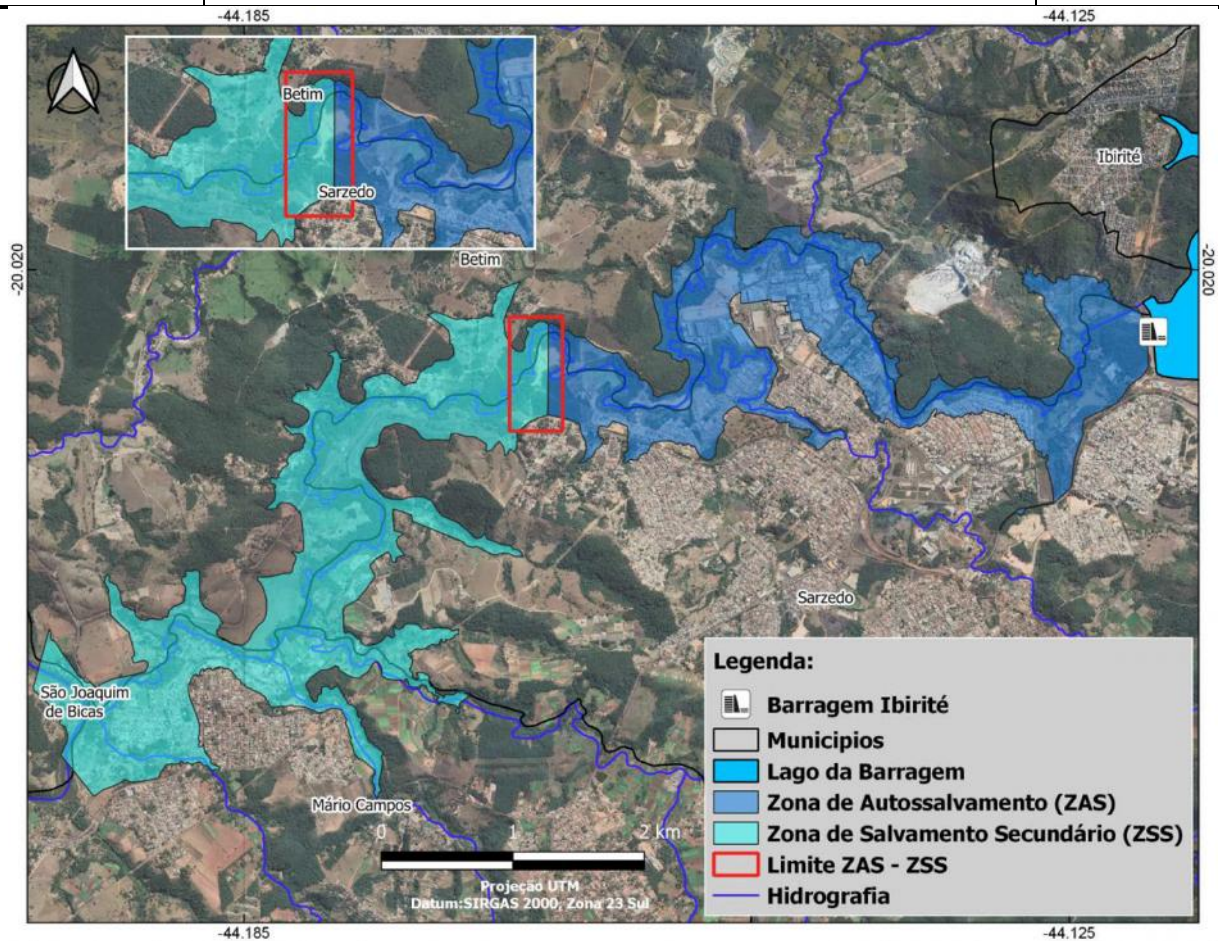 -44.185
-44.125
Betim
Sarzedo
Ibirité
Betim
-20.020
-20.020
Sarzedo
São Joaquim
de Bicas
Mário Campos
0 1 2 km
Projeção UTM
Datum:SIRGAS 2000, Zona 23 Sul
Legenda:
Barragem Ibirité
Municipios
Lago da Barragem
Zona de Autossalvamento (ZAS)
Zona de Salvamento Secundário (ZSS)
Limite ZAS - ZSS
Hidrografia
-44.185
-44.125